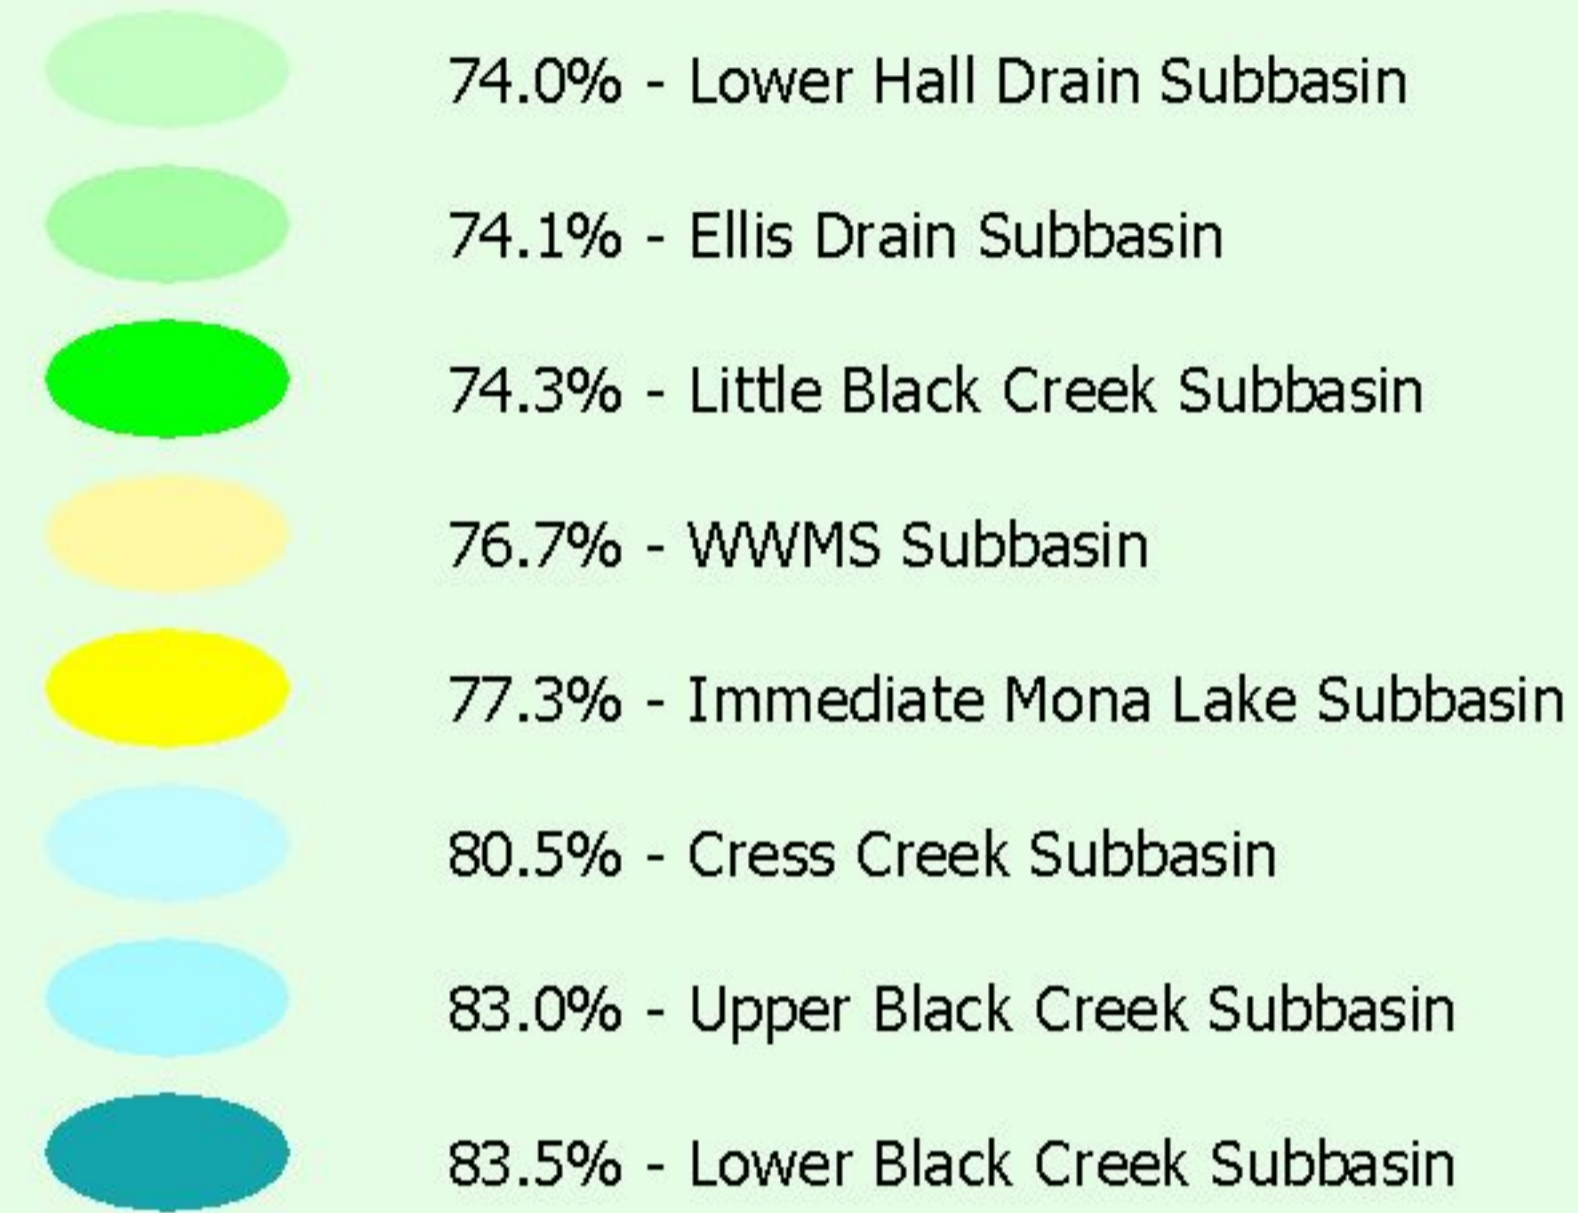 74.0% - Lower Hall Drain Subbasin
74.1% - Ellis Drain Subbasin
74.3% - Little Black Creek Subbasin
76.7% - WWMS Subbasin
77.3% - Immediate Mona Lake Subbasin
80.5% - Cress Creek Subbasin
83.0% - Upper Black Creek Subbasin
83.5% - Lower Black Creek Subbasin